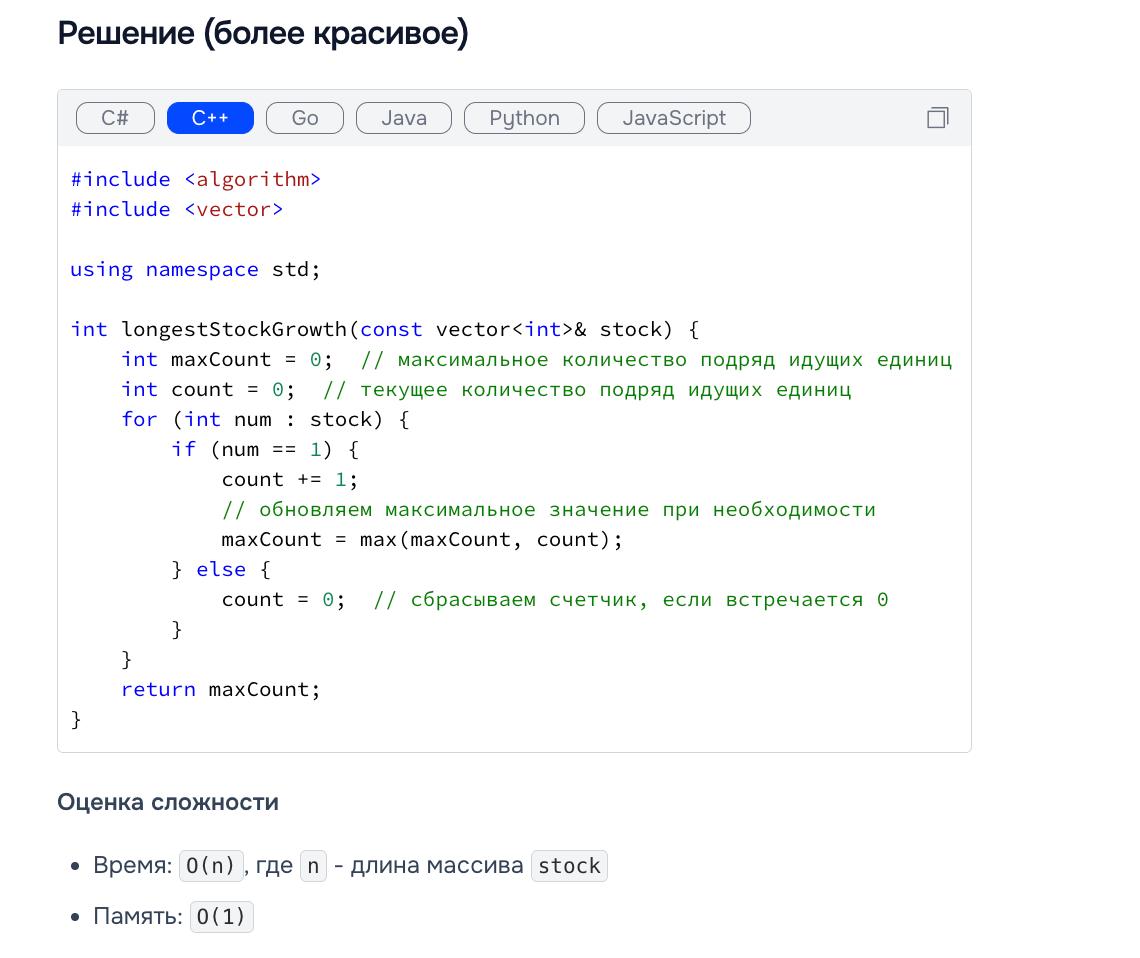 Решение (более красивое)
C# C++ Go Java Python JavaScript
#include <algorithm>
#include <vector>
using namespace std;
int longestStockGrowth(const vector<int>& stock) {
    int maxCount = 0;  // максимальное количество подряд идущих единиц
    int count = 0;  // текущее количество подряд идущих единиц
    for (int num : stock) {
        if (num == 1) {
            count += 1;
            // обновляем максимальное значение при необходимости
            maxCount = max(maxCount, count);
        } else {
            count = 0;  // сбрасываем счетчик, если встречается 0
        }
    }
    return maxCount;
}
Оценка сложности
• Время: O(n), где n - длина массива stock
• Память: O(1)